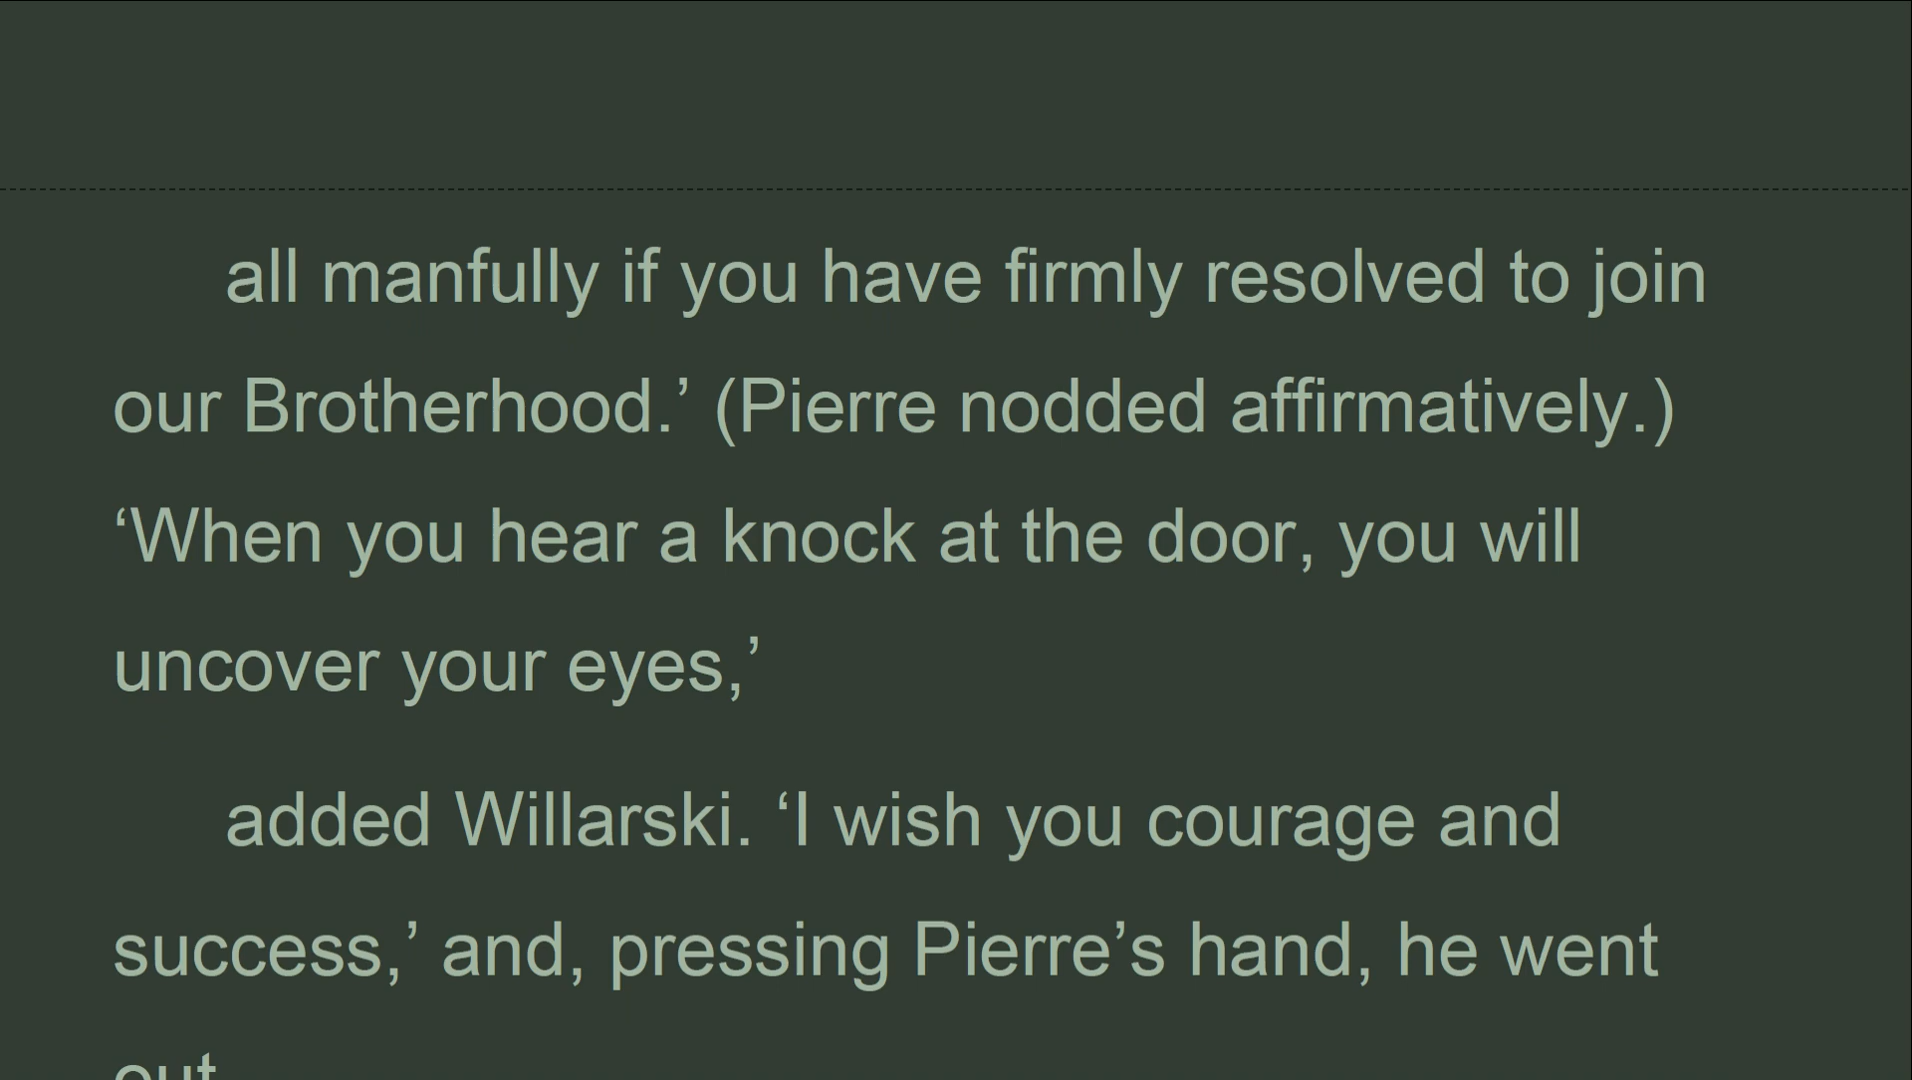 all manfully if you have firmly resolved to join
our Brotherhood.’ (Pierre nodded affirmatively.)
‘When you hear a knock at the door, you will
uncover your eyes,’
added Willarski. ‘I wish you courage and
success,’ and, pressing Pierre’s hand, he went
out